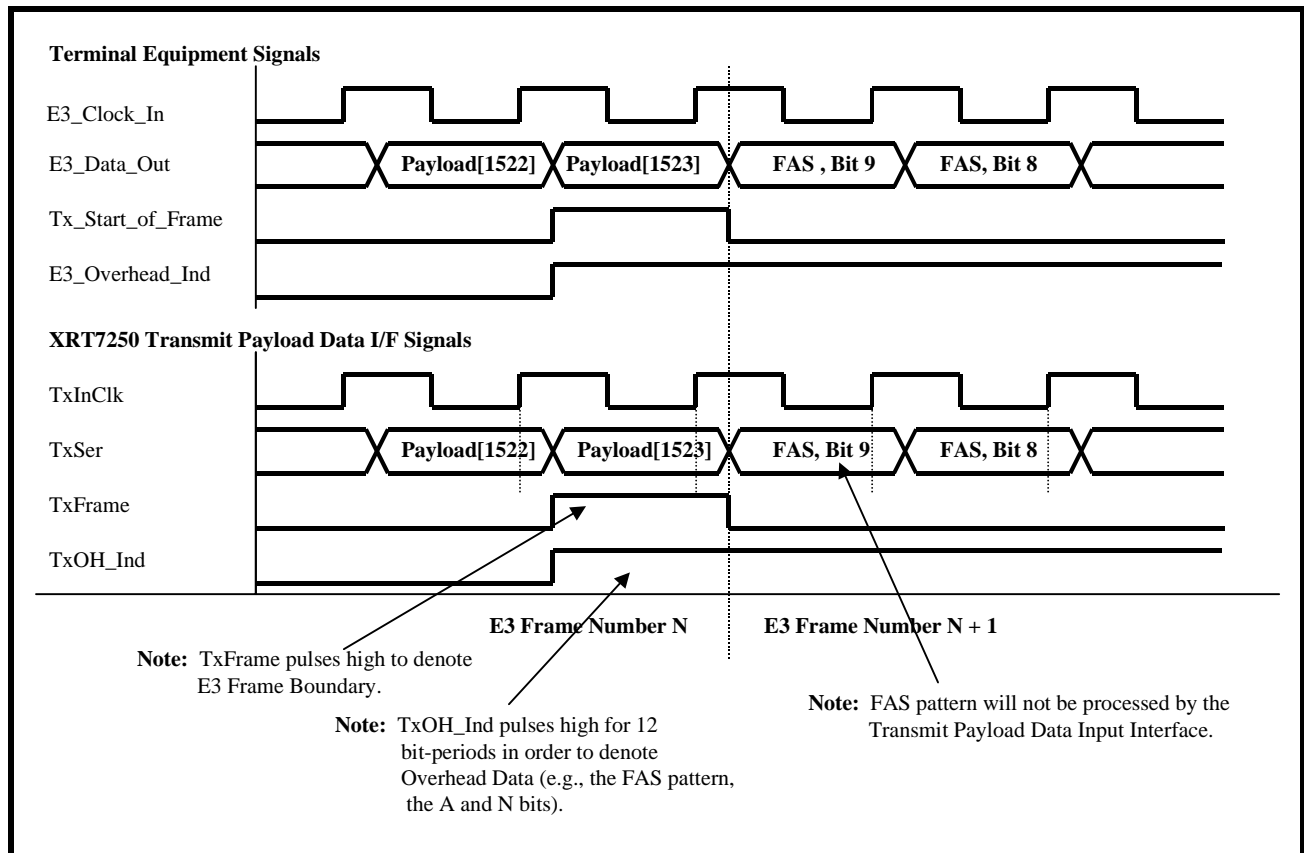 Terminal Equipment Signals
E3_Clock_In
E3_Data_Out
Payload[1522]
Payload[1523]
FAS , Bit 9
FAS, Bit 8
Tx_Start_of_Frame
E3_Overhead_Ind
XRT7250 Transmit Payload Data I/F Signals
TxInClk
TxSer
Payload[1522]
Payload[1523]
FAS, Bit 9
FAS, Bit 8
TxFrame
TxOH_Ind
E3 Frame Number N
E3 Frame Number N + 1
Note: TxFrame pulses high to denote
E3 Frame Boundary.
Note: TxOH_Ind pulses high for 12
bit-periods in order to denote
Overhead Data (e.g., the FAS pattern,
the A and N bits).
Note: FAS pattern will not be processed by the
Transmit Payload Data Input Interface.